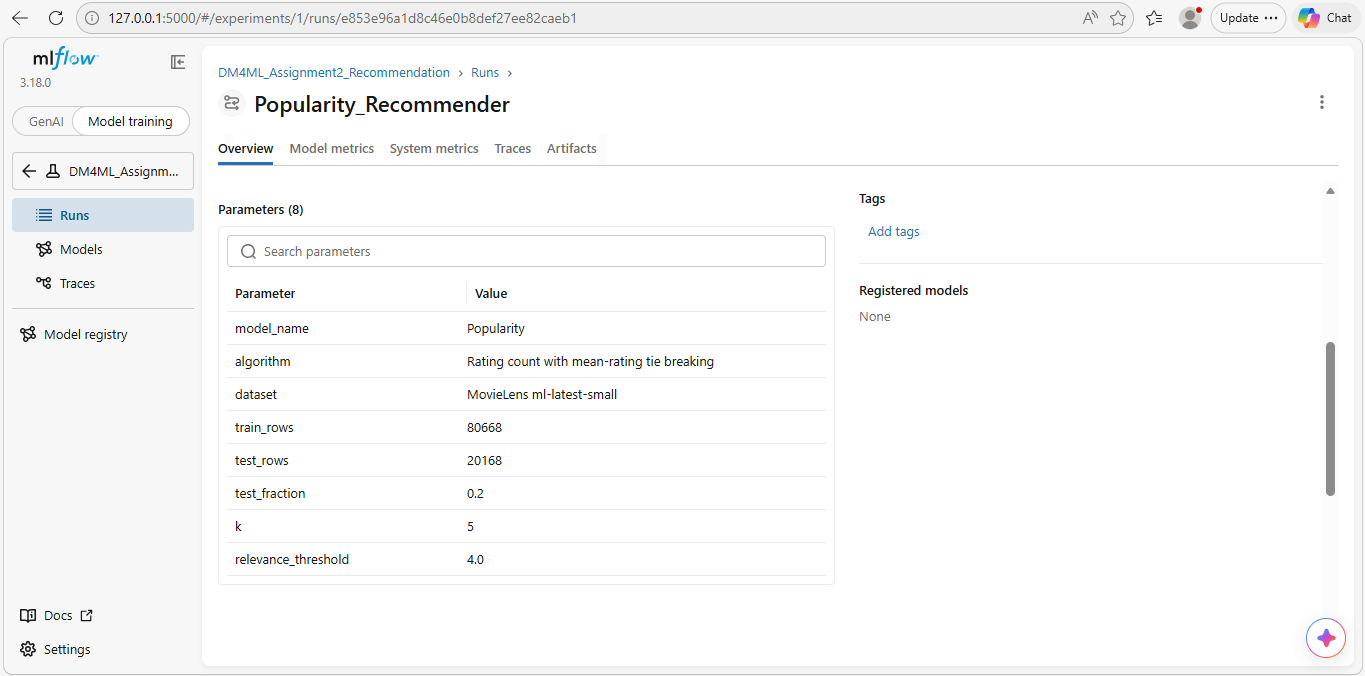 127.0.0.1:5000/#/experiments/1/runs/e853e96a1d8c46e0b8def27ee82caeb1
Update
Chat
mlflow
3.18.0
GenAI
Model training
DM4ML_Assignm...
Runs
Models
Traces
Model registry
Docs
Settings
DM4ML_Assignment2_Recommendation > Runs >
Popularity_Recommender
Overview Model metrics System metrics Traces Artifacts
Parameters (8)
Search parameters
Parameter Value
model_name Popularity
algorithm Rating count with mean-rating tie breaking
dataset MovieLens ml-latest-small
train_rows 80668
test_rows 20168
test_fraction 0.2
k 5
relevance_threshold 4.0
Tags
Add tags
Registered models
None